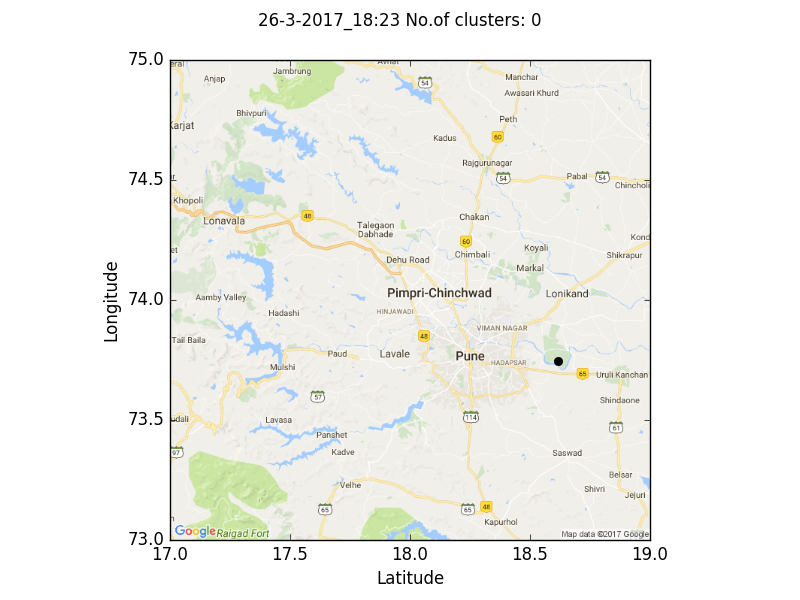 26-3-2017_18:23 No.of clusters: 0
75.0
74.5
74.0
73.5
73.0
Longitude
17.0 17.5 18.0 18.5 19.0
Latitude
eral Jambrung
Anjap 54 Manchar
Awasari Khurd
Bhivpuri Peth
Karjat Kadus 60
Rajgurunagar
54 Pabal 54
Chincholi
Khopoli
Lonavala 48 Chakan
Talegaon
Dabhade
60 Kond
Koyali
et Dehu Road Chimbali Shikrapur
Markal
Aamby Valley Pimpri-Chinchwad Lonikand
Hadashi HINJAWADI
VIMAN NAGAR
Tail Baila 48
Paud Lavale Pune
HADAPSAR
Mulshi 65 Uruli Kanchan
57 Shindaone
dali Lavasa 114 61
Panshet
97 Kadve Saswad
Velhe Belsar
Shivri Jejuri
65 65 48
Kapurhol
Google Raigad Fort Map data ©2017 Google